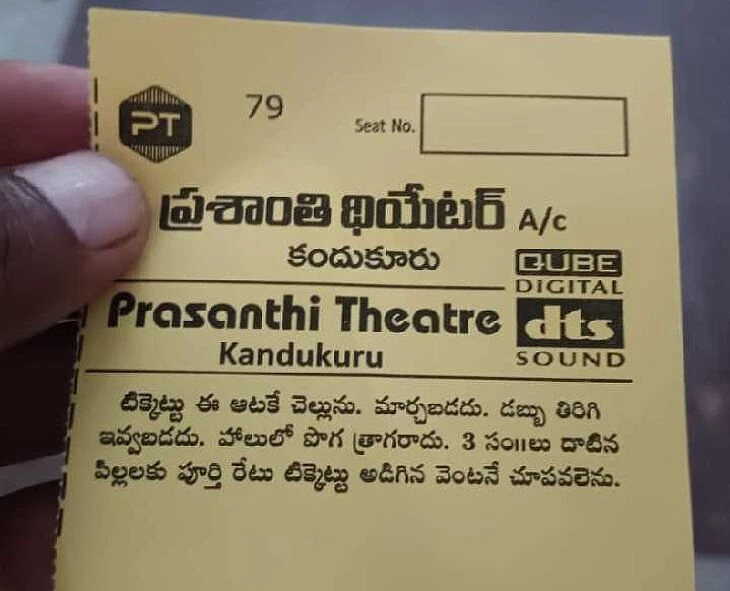 PT
79
Seat No.
ప్రశాంతి థియేటర్ A/c
కందుకూరు
QUBE
DIGITAL
Prasanthi Theatre
Kandukuru
dts
SOUND
టిక్కెట్టు ఈ ఆటకే చెల్లును. మార్చబడదు. డబ్బు తిరిగి
ఇవ్వబడదు. హాలులో పొగ త్రాగరాదు. 3 సం॥లు దాటిన
పిల్లలకు పూర్తి రేటు టిక్కెట్టు అడిగిన వెంటనే చూపవలెను.